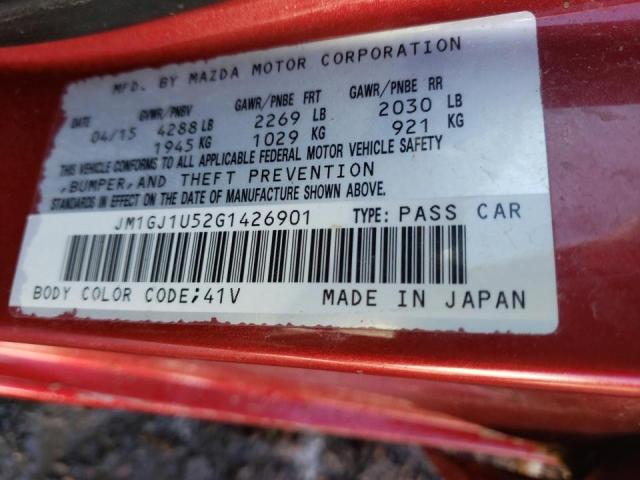 MFD. BY MAZDA MOTOR CORPORATION
DATE GVWR/PNBV GAWR/PNBE FRT GAWR/PNBE RR
04/15 4288 LB 2269 LB 2030 LB
1945 KG 1029 KG 921 KG
THIS VEHICLE CONFORMS TO ALL APPLICABLE FEDERAL MOTOR VEHICLE SAFETY
,BUMPER,AND THEFT PREVENTION
STANDARDS IN EFFECT ON THE DATE OF MANUFACTURE SHOWN ABOVE.
JM1GJ1U52G1426901 TYPE: PASS CAR
BODY COLOR CODE;41V MADE IN JAPAN